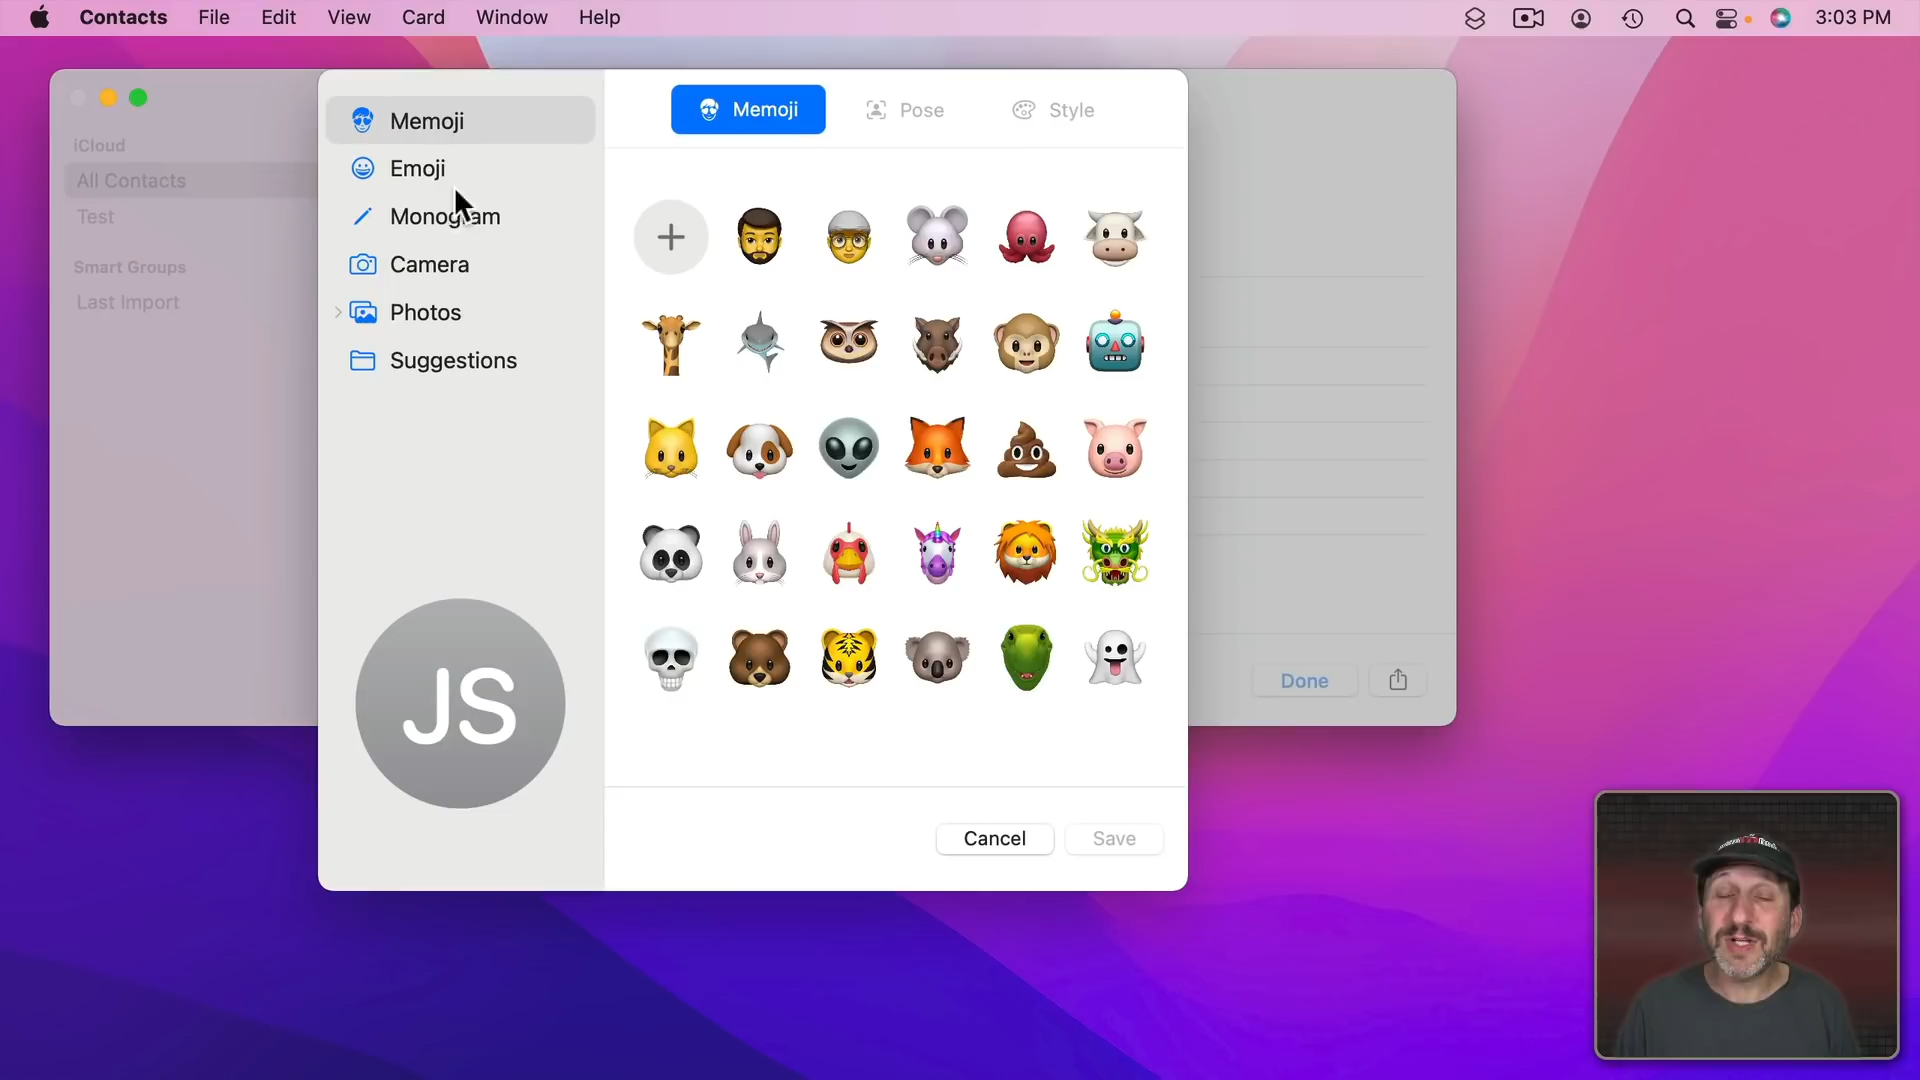 Contacts File Edit View Card Window Help 3:03 PM
iCloud
All Contacts
Test
Smart Groups
Last Import
Memoji
Emoji
Monogram
Camera
Photos
Suggestions
JS
Memoji Pose Style
Cancel Save
Done